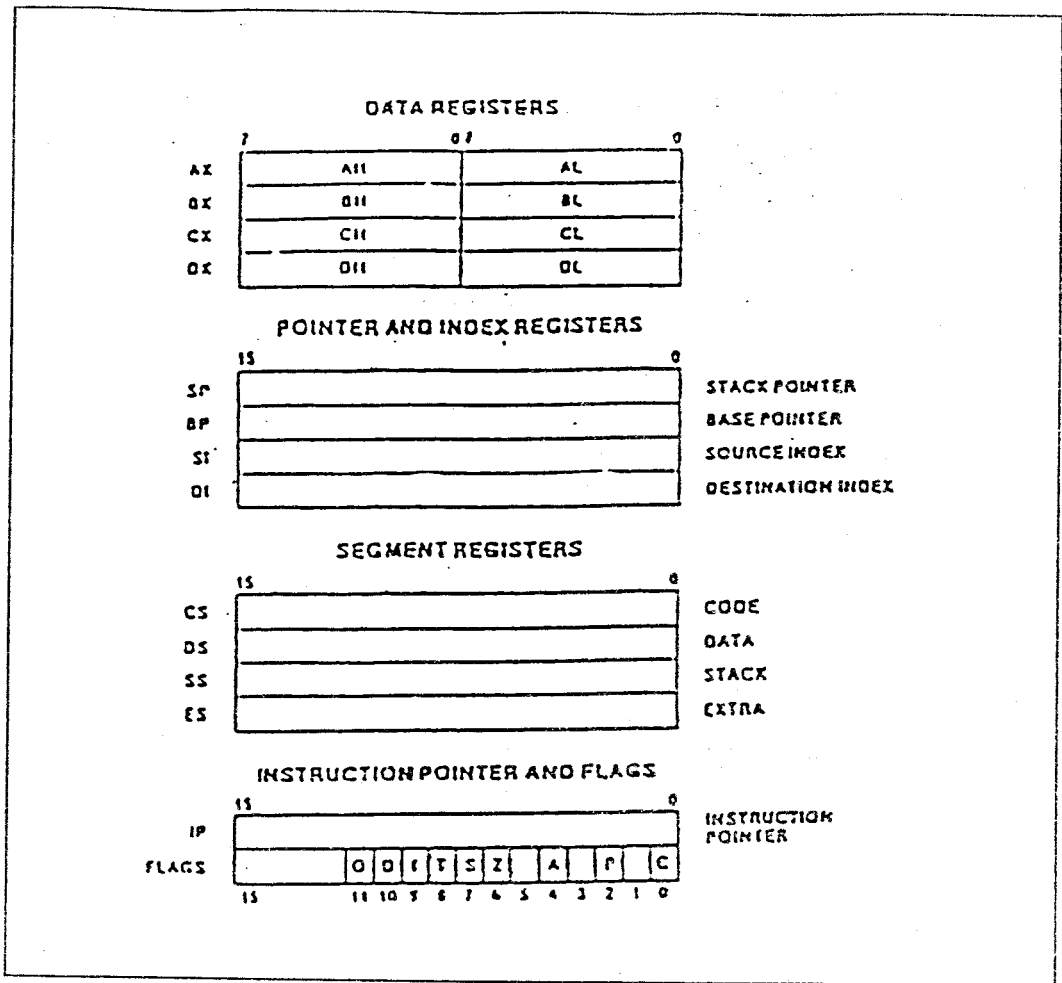 DATA REGISTERS
7 0 7 0
AX AH AL
BX BH BL
CX CH CL
DX DH DL
POINTER AND INDEX REGISTERS
15 0
SP STACK POINTER
BP BASE POINTER
SI SOURCE INDEX
DI DESTINATION INDEX
SEGMENT REGISTERS
15 0
CS CODE
DS DATA
SS STACK
ES EXTRA
INSTRUCTION POINTER AND FLAGS
15 0
IP INSTRUCTION
POINTER
FLAGS O D I T S Z A P C
15 11 10 9 8 7 6 5 4 3 2 1 0